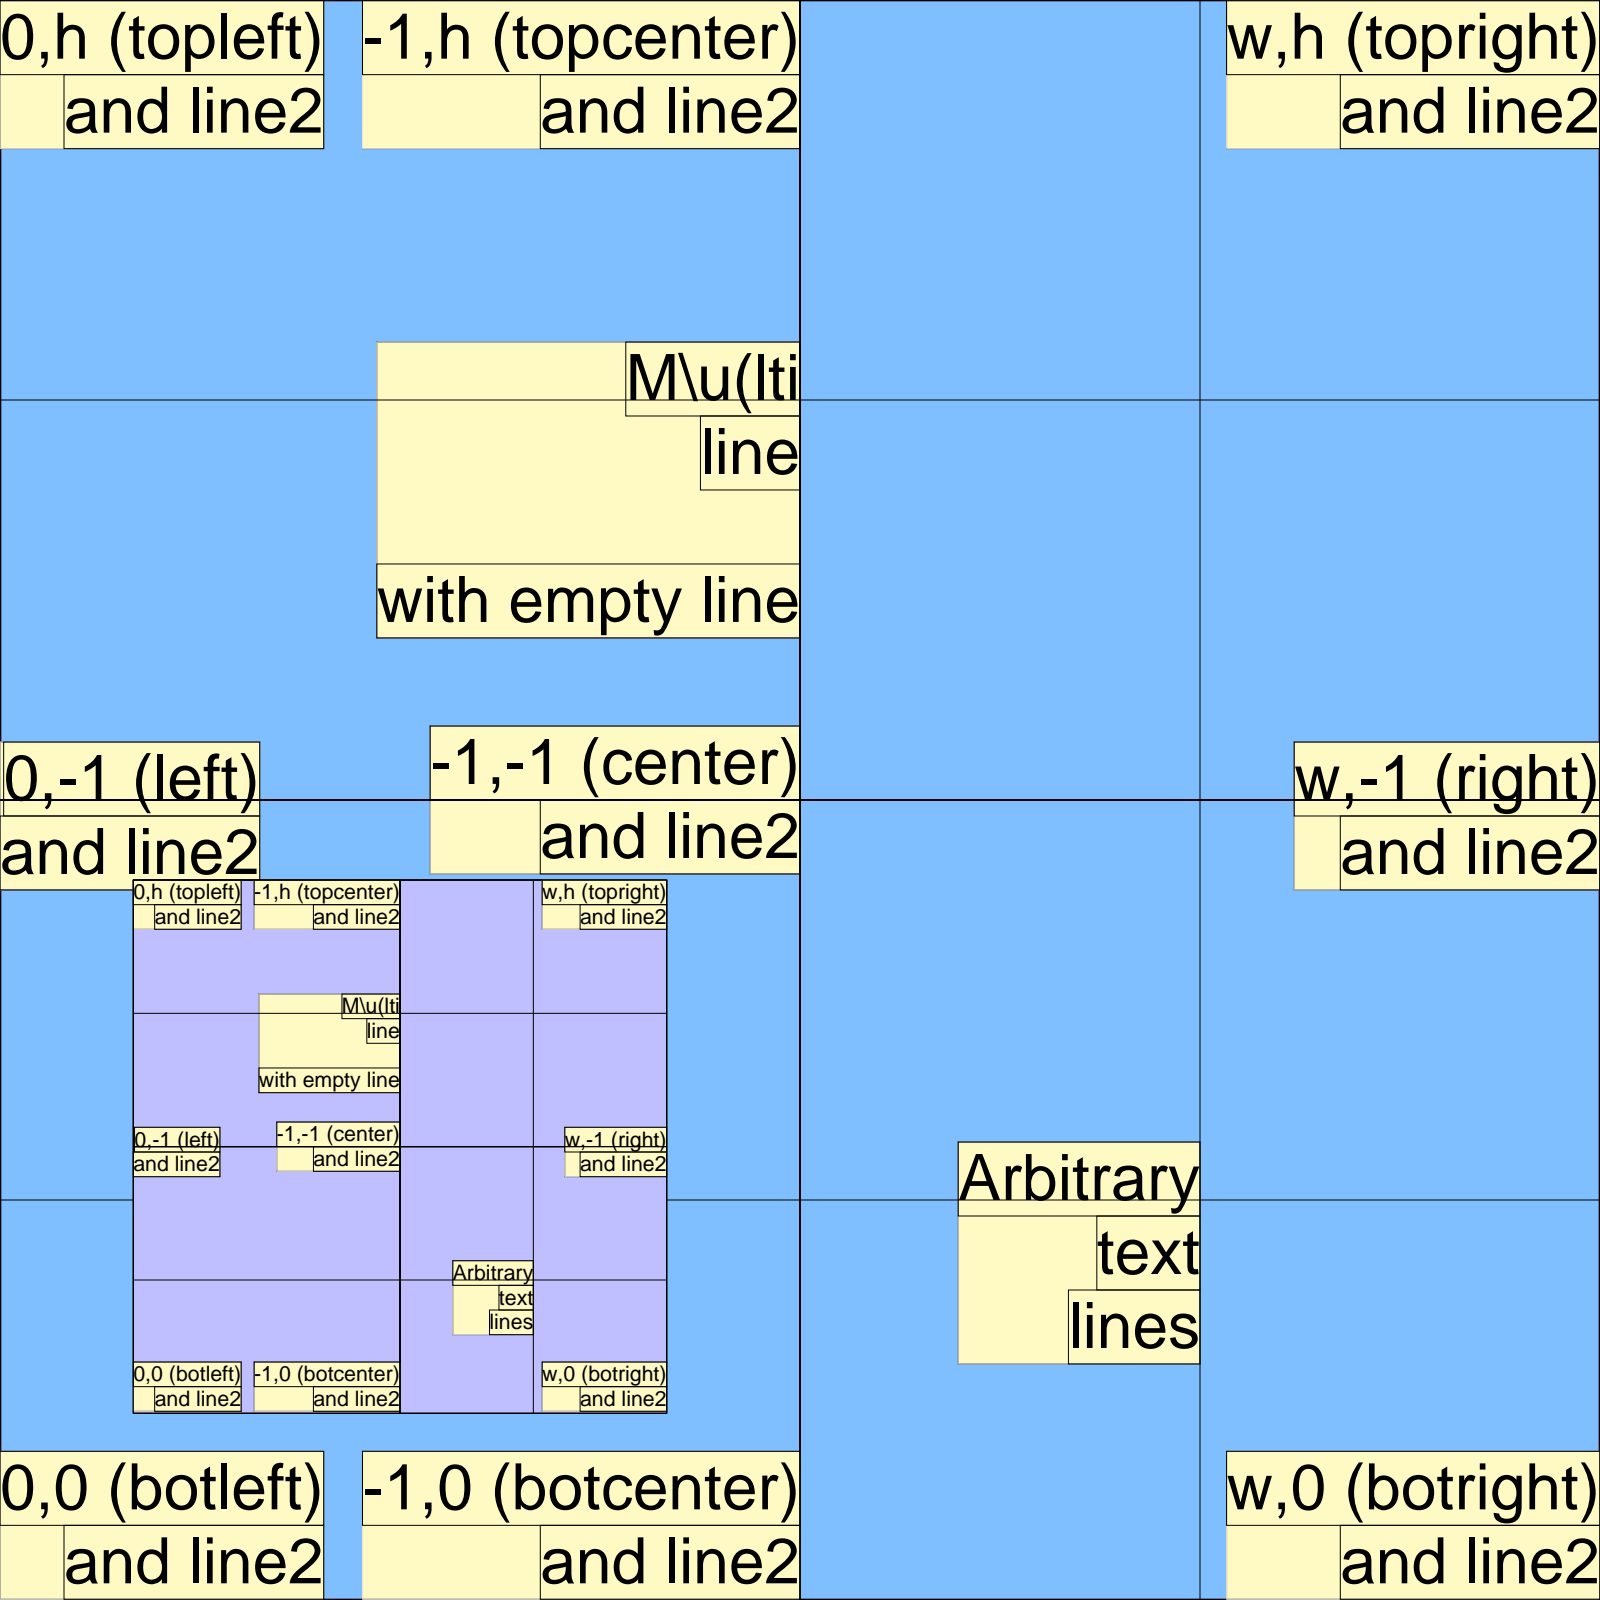 0,h (topleft)
and line2
-1,h (topcenter)
and line2
w,h (topright)
and line2
M\u(lti
line
with empty line
0,-1 (left)
and line2
-1,-1 (center)
and line2
w,-1 (right)
and line2
0,h (topleft)
and line2
-1,h (topcenter)
and line2
w,h (topright)
and line2
M\u(lti
line
with empty line
0,-1 (left)
and line2
-1,-1 (center)
and line2
w,-1 (right)
and line2
Arbitrary
text
lines
0,0 (botleft)
and line2
-1,0 (botcenter)
and line2
w,0 (botright)
and line2
Arbitrary
text
lines
0,0 (botleft)
and line2
-1,0 (botcenter)
and line2
w,0 (botright)
and line2